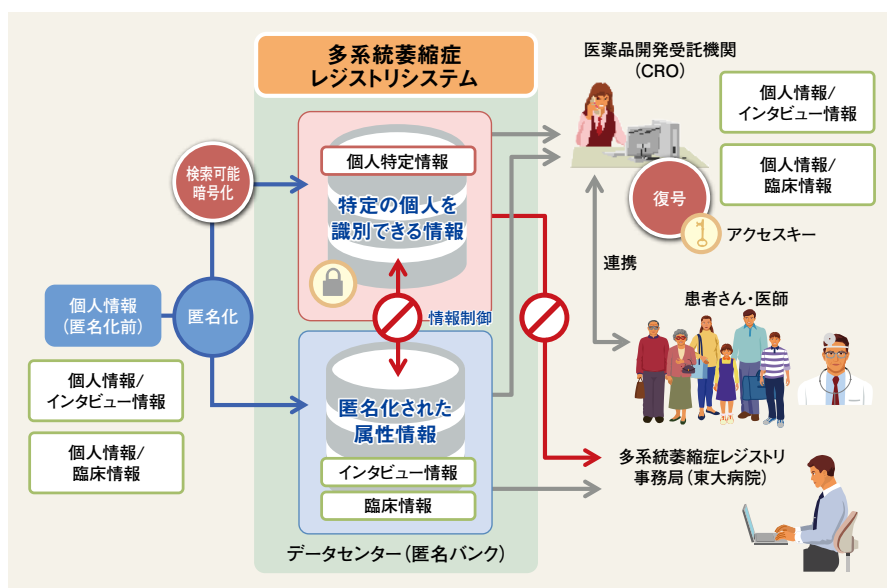 多系統萎縮症
レジストリシステム
医薬品開発受託機関
(CRO)
個人情報/
インタビュー情報
個人情報/
臨床情報
復号
アクセスキー
検索可能
暗号化
個人特定情報
特定の個人を
識別できる情報
連携
個人情報
(匿名化前)
匿名化
情報制御
患者さん・医師
個人情報/
インタビュー情報
個人情報/
臨床情報
匿名化された
属性情報
インタビュー情報
臨床情報
多系統萎縮症レジストリ
事務局(東大病院)
データセンター(匿名バンク)